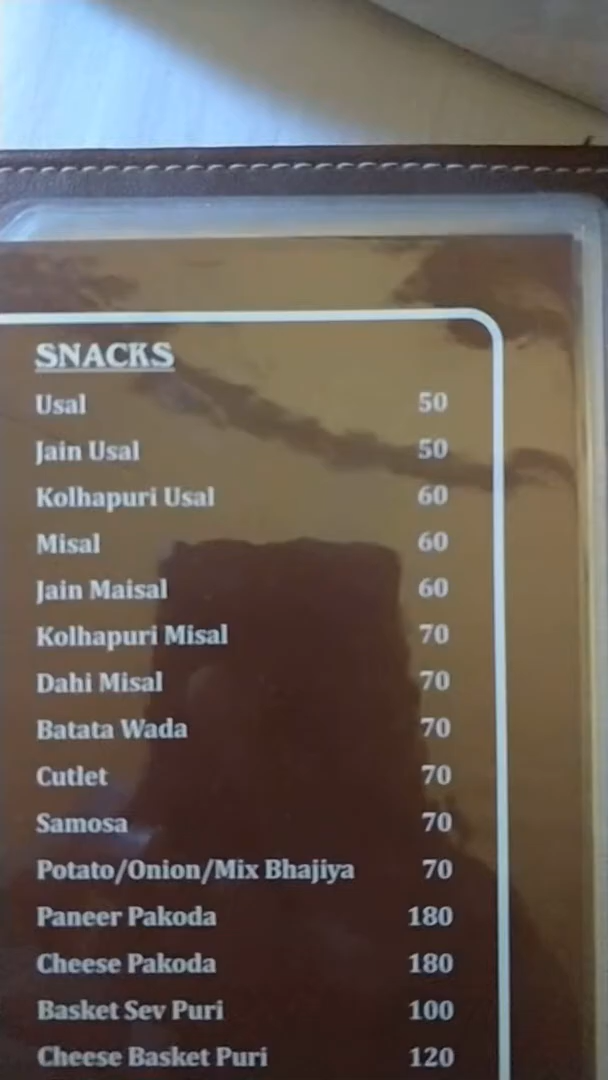 SNACKS
Usal 50
Jain Usal 50
Kolhapuri Usal 60
Misal 60
Jain Maisal 60
Kolhapuri Misal 70
Dahi Misal 70
Batata Wada 70
Cutlet 70
Samosa 70
Potato/Onion/Mix Bhajiya 70
Paneer Pakoda 180
Cheese Pakoda 180
Basket Sev Puri 100
Cheese Basket Puri 120